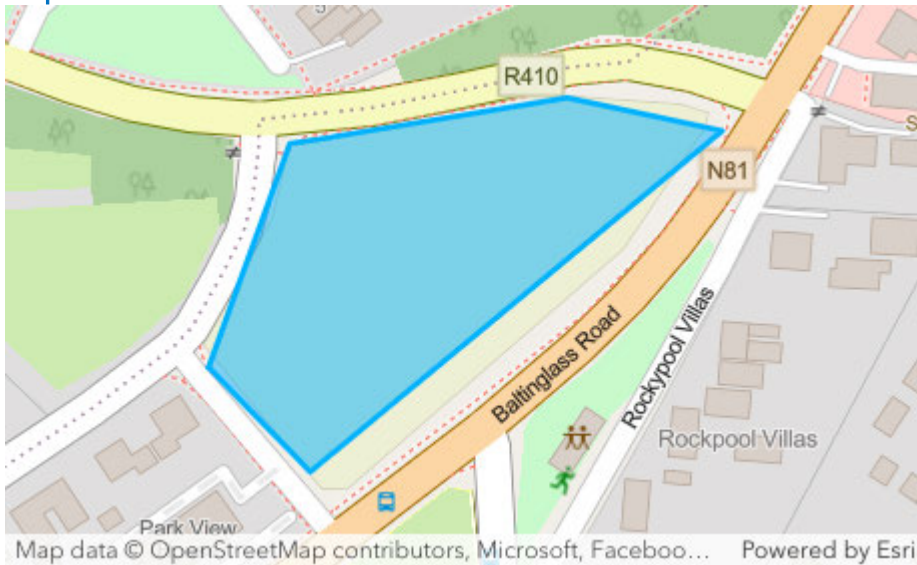 5
R410
N81
Baltinglass Road
Rockypool Villas
Rockpool Villas
Park View
S
Map data © OpenStreetMap contributors, Microsoft, Faceboo... Powered by Esri